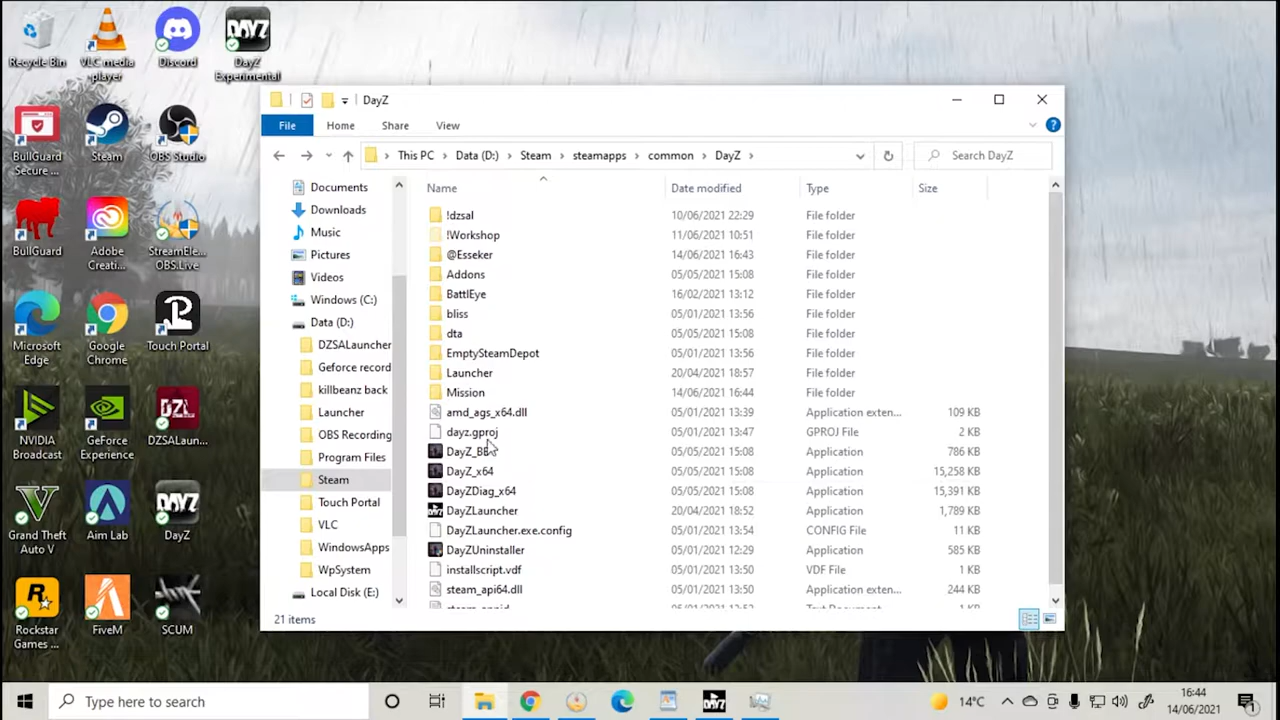 Recycle Bin
VLC media player
Discord
DayZ Experimental
BullGuard Secure ...
Steam
OBS Studio
BullGuard
Adobe Creati...
StreamEle... OBS.Live
Microsoft Edge
Google Chrome
Touch Portal
NVIDIA Broadcast
GeForce Experience
DZSALaun...
Grand Theft Auto V
Aim Lab
DayZ
Rockstar Games ...
FiveM
SCUM
DayZ
File Home Share View
This PC Data (D:) Steam steamapps common DayZ
Search DayZ
Documents
Downloads
Music
Pictures
Videos
Windows (C:)
Data (D:)
DZSALauncher
Geforce record
killbeanz back
Launcher
OBS Recording
Program Files
Steam
Touch Portal
VLC
WindowsApps
WpSystem
Local Disk (E:)
Name Date modified Type Size
!dzsal 10/06/2021 22:29 File folder
!Workshop 11/06/2021 10:51 File folder
@Esseker 14/06/2021 16:43 File folder
Addons 05/05/2021 15:08 File folder
BattlEye 16/02/2021 13:12 File folder
bliss 05/01/2021 13:56 File folder
dta 05/05/2021 15:08 File folder
EmptySteamDepot 05/01/2021 13:56 File folder
Launcher 20/04/2021 18:57 File folder
Mission 14/06/2021 16:44 File folder
amd_ags_x64.dll 05/01/2021 13:39 Application exten... 109 KB
dayz.gproj 05/01/2021 13:47 GPROJ File 2 KB
DayZ_BE 05/05/2021 15:08 Application 786 KB
DayZ_x64 05/05/2021 15:08 Application 15,258 KB
DayZDiag_x64 05/05/2021 15:08 Application 15,391 KB
DayZLauncher 20/04/2021 18:52 Application 1,789 KB
DayZLauncher.exe.config 05/01/2021 13:54 CONFIG File 11 KB
DayZUninstaller 05/01/2021 12:29 Application 585 KB
installscript.vdf 05/01/2021 13:50 VDF File 1 KB
steam_api64.dll 05/01/2021 13:50 Application exten... 244 KB
21 items
Type here to search
14°C
16:44
14/06/2021